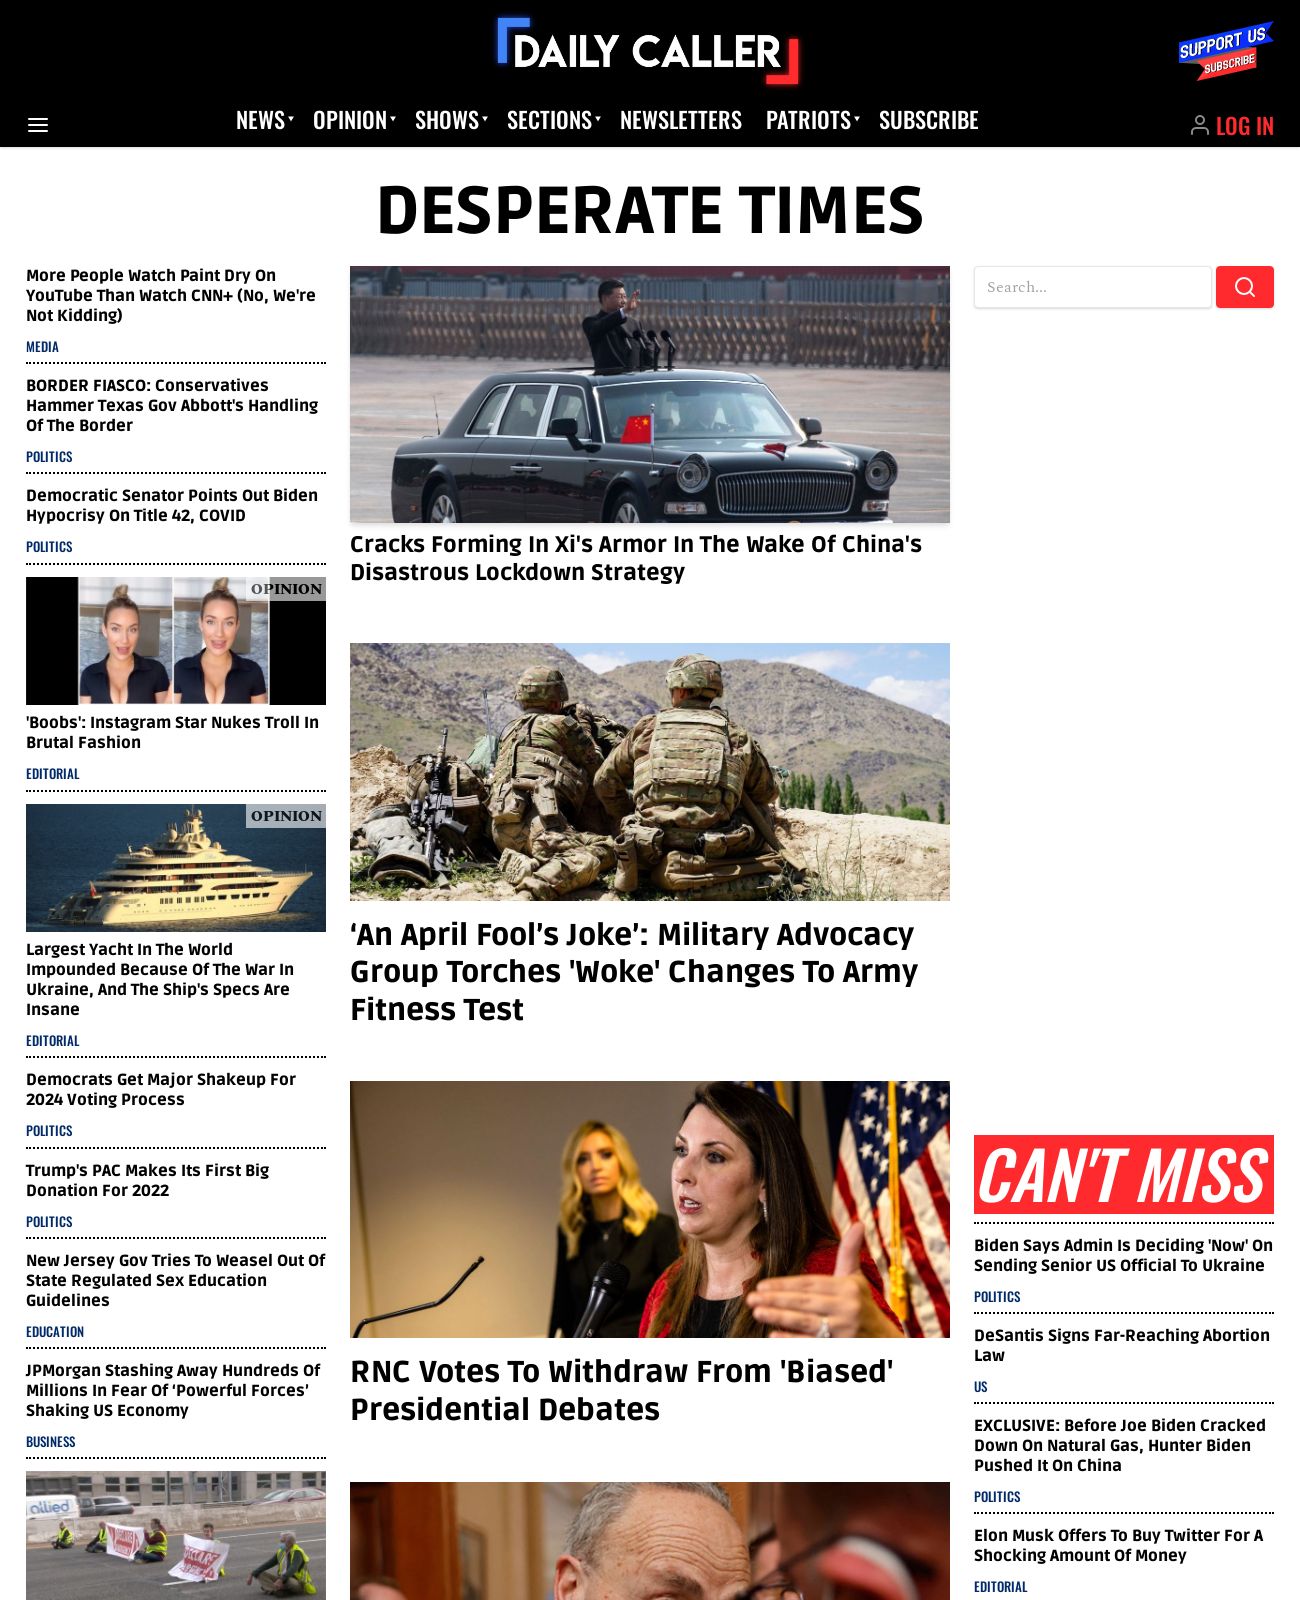 DAILY CALLER
SUPPORT US
SUBSCRIBE
NEWS OPINION SHOWS SECTIONS NEWSLETTERS PATRIOTS SUBSCRIBE
LOG IN
DESPERATE TIMES
More People Watch Paint Dry On
YouTube Than Watch CNN+ (No, We're
Not Kidding)
MEDIA
BORDER FIASCO: Conservatives
Hammer Texas Gov Abbott's Handling
Of The Border
POLITICS
Democratic Senator Points Out Biden
Hypocrisy On Title 42, COVID
POLITICS
OPINION
'Boobs': Instagram Star Nukes Troll In
Brutal Fashion
EDITORIAL
OPINION
Largest Yacht In The World
Impounded Because Of The War In
Ukraine, And The Ship's Specs Are
Insane
EDITORIAL
Democrats Get Major Shakeup For
2024 Voting Process
POLITICS
Trump's PAC Makes Its First Big
Donation For 2022
POLITICS
New Jersey Gov Tries To Weasel Out Of
State Regulated Sex Education
Guidelines
EDUCATION
JPMorgan Stashing Away Hundreds Of
Millions In Fear Of ‘Powerful Forces’
Shaking US Economy
BUSINESS
allied
Cracks Forming In Xi's Armor In The Wake Of China's
Disastrous Lockdown Strategy
‘An April Fool’s Joke’: Military Advocacy
Group Torches 'Woke' Changes To Army
Fitness Test
RNC Votes To Withdraw From 'Biased'
Presidential Debates
Search...
CAN'T MISS
Biden Says Admin Is Deciding 'Now' On
Sending Senior US Official To Ukraine
POLITICS
DeSantis Signs Far-Reaching Abortion
Law
US
EXCLUSIVE: Before Joe Biden Cracked
Down On Natural Gas, Hunter Biden
Pushed It On China
POLITICS
Elon Musk Offers To Buy Twitter For A
Shocking Amount Of Money
EDITORIAL